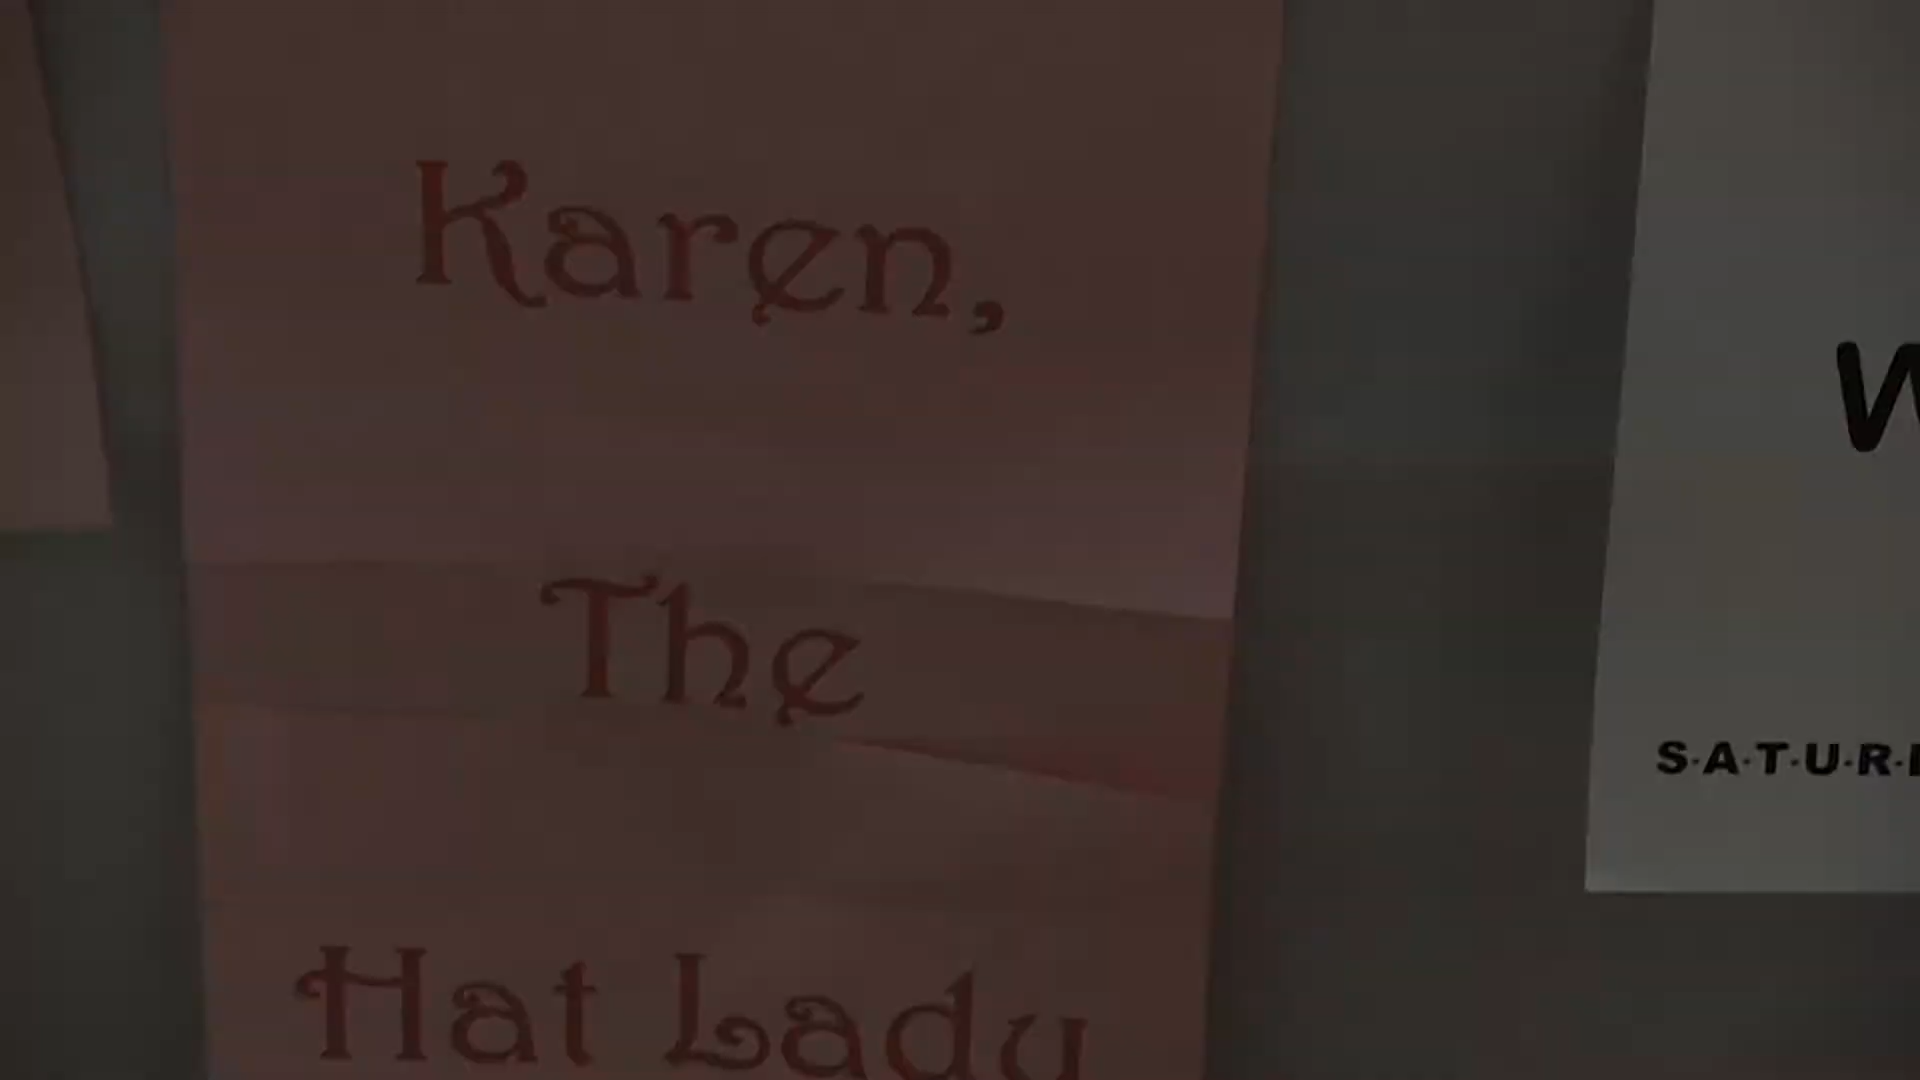 Karen,
The
Hat Lady
W
S·A·T·U·R·